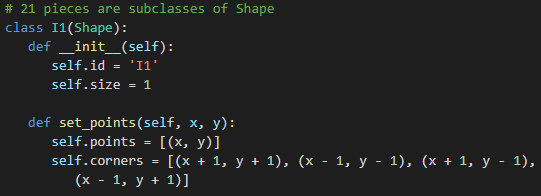 # 21 pieces are subclasses of Shape
class I1(Shape):
    def __init__(self):
        self.id = 'I1'
        self.size = 1

    def set_points(self, x, y):
        self.points = [(x, y)]
        self.corners = [(x + 1, y + 1), (x - 1, y - 1), (x + 1, y - 1),
            (x - 1, y + 1)]